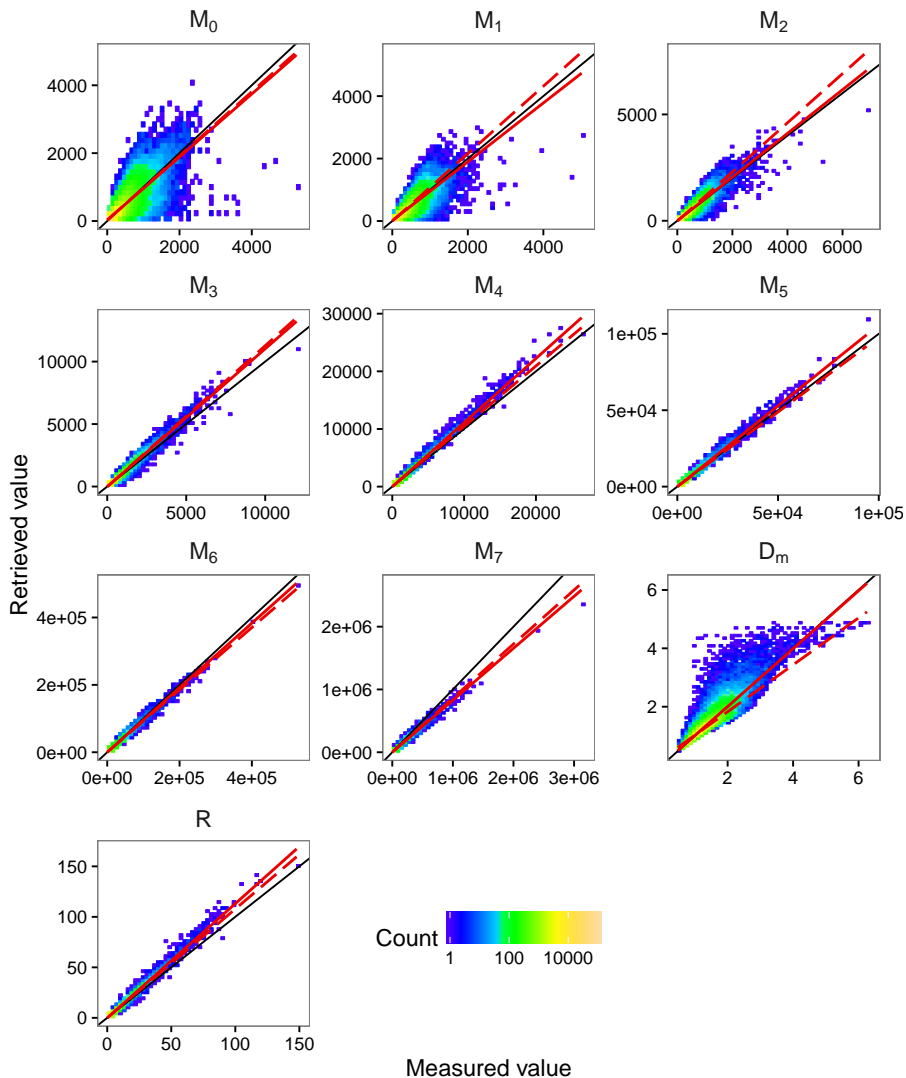 M₀ M₁ M₂
4000
2000
0
0 2000 4000
4000
2000
0
0 2000 4000
5000
0
0 2000 4000 6000
M₃ M₄ M₅
10000
5000
0
0 5000 10000
30000
20000
10000
0
0 10000 20000
1e+05
5e+04
0e+00
0e+00 5e+04 1e+05
M₆ M₇ Dₘ
4e+05
2e+05
0e+00
0e+00 2e+05 4e+05
2e+06
1e+06
0e+00
0e+00 1e+06 2e+06 3e+06
6
4
2
2 4 6
R
150
100
50
0
0 50 100 150
Retrieved value
Measured value
Count
1 100 10000